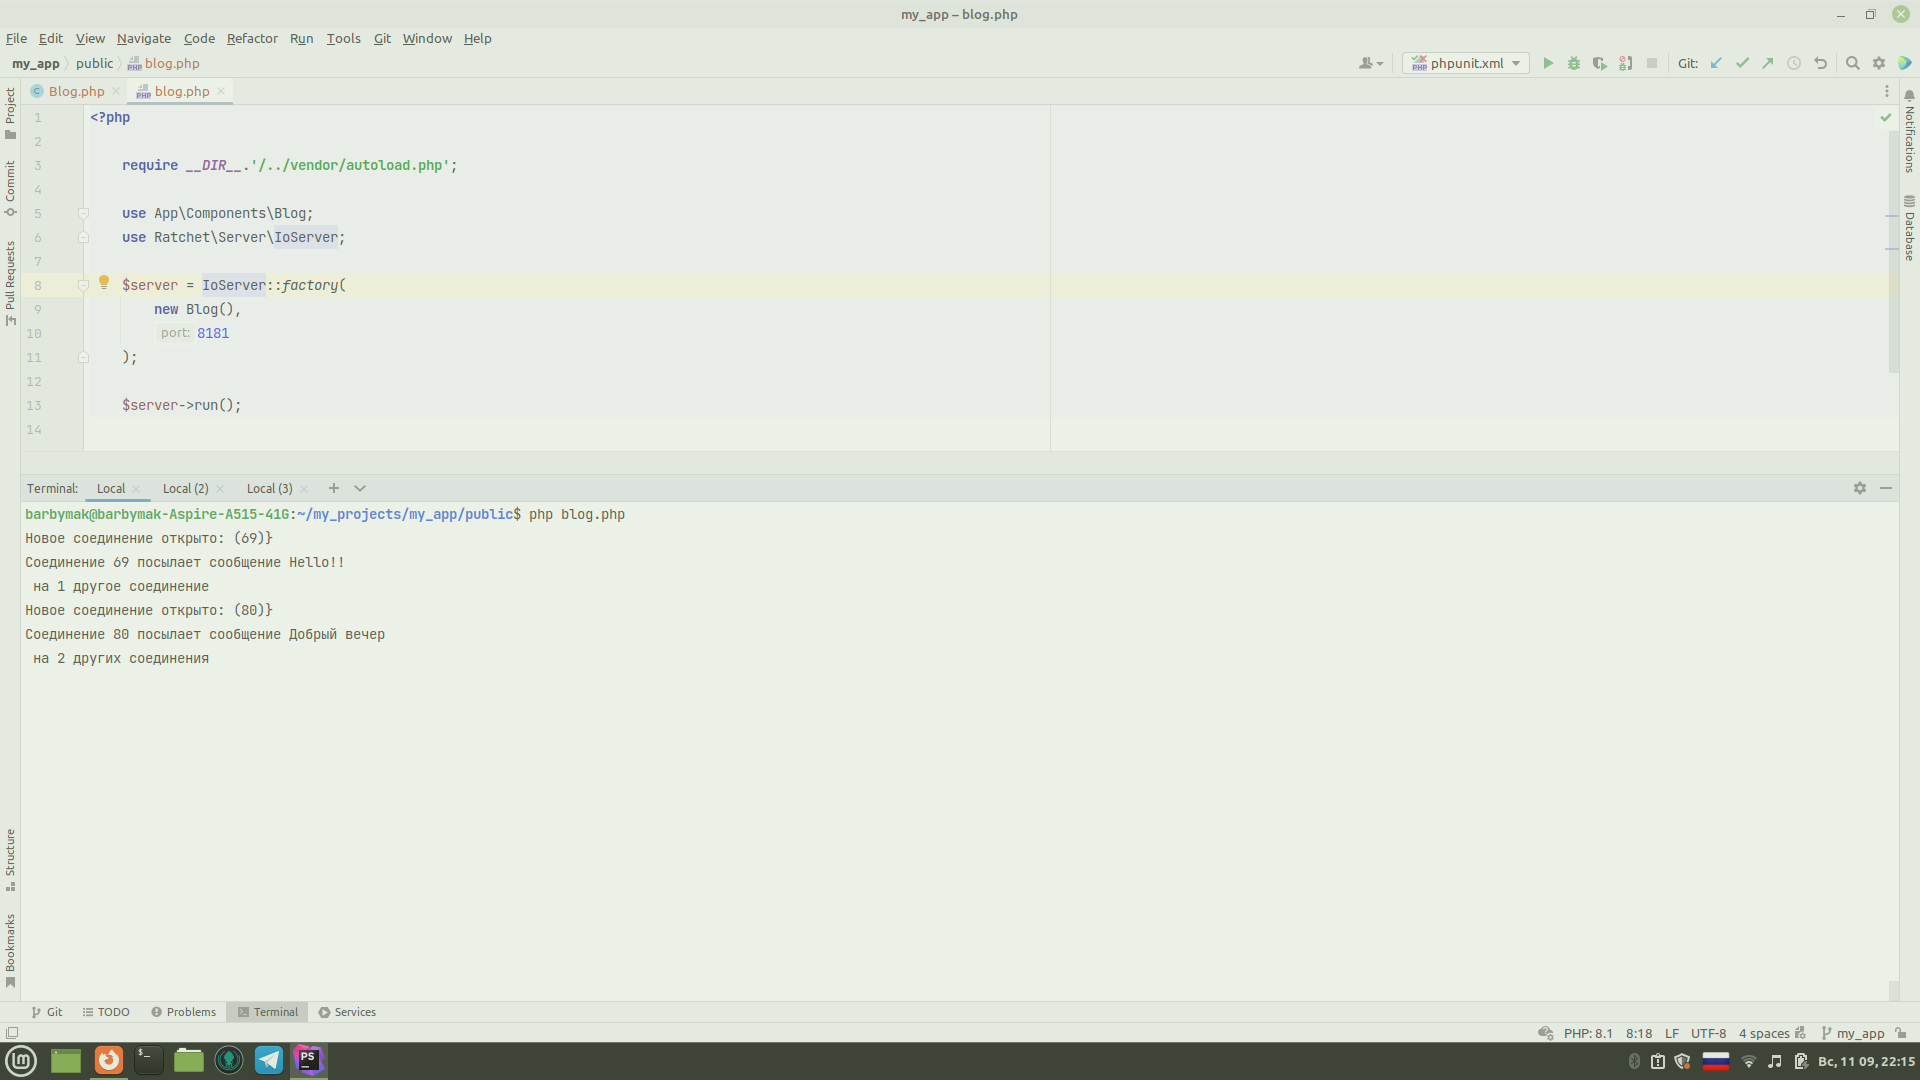 my_app – blog.php
File Edit View Navigate Code Refactor Run Tools Git Window Help
my_app public blog.php phpunit.xml Git:
Blog.php blog.php
1 <?php
2
3 require __DIR__.'/../vendor/autoload.php';
4
5 use App\Components\Blog;
6 use Ratchet\Server\IoServer;
7
8 $server = IoServer::factory(
9 new Blog(),
10 port: 8181
11 );
12
13 $server->run();
14
Project
Commit
Pull Requests
Structure
Bookmarks
Notifications
Database
Terminal: Local Local (2) Local (3)
barbymak@barbymak-Aspire-A515-41G:~/my_projects/my_app/public$ php blog.php
Новое соединение открыто: (69)}
Соединение 69 посылает сообщение Hello!!
на 1 другое соединение
Новое соединение открыто: (80)}
Соединение 80 посылает сообщение Добрый вечер
на 2 других соединения
Git TODO Problems Terminal Services
PHP: 8.1 8:18 LF UTF-8 4 spaces my_app
Вс, 11 09, 22:15